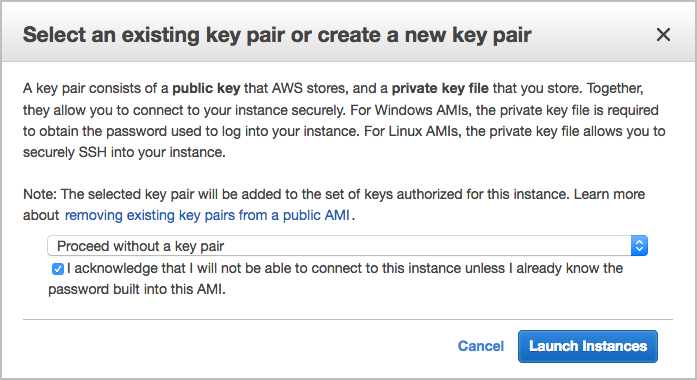 Select an existing key pair or create a new key pair
A key pair consists of a public key that AWS stores, and a private key file that you store. Together,
they allow you to connect to your instance securely. For Windows AMIs, the private key file is required
to obtain the password used to log into your instance. For Linux AMIs, the private key file allows you to
securely SSH into your instance.
Note: The selected key pair will be added to the set of keys authorized for this instance. Learn more
about removing existing key pairs from a public AMI.
Proceed without a key pair
I acknowledge that I will not be able to connect to this instance unless I already know the
password built into this AMI.
Cancel Launch Instances